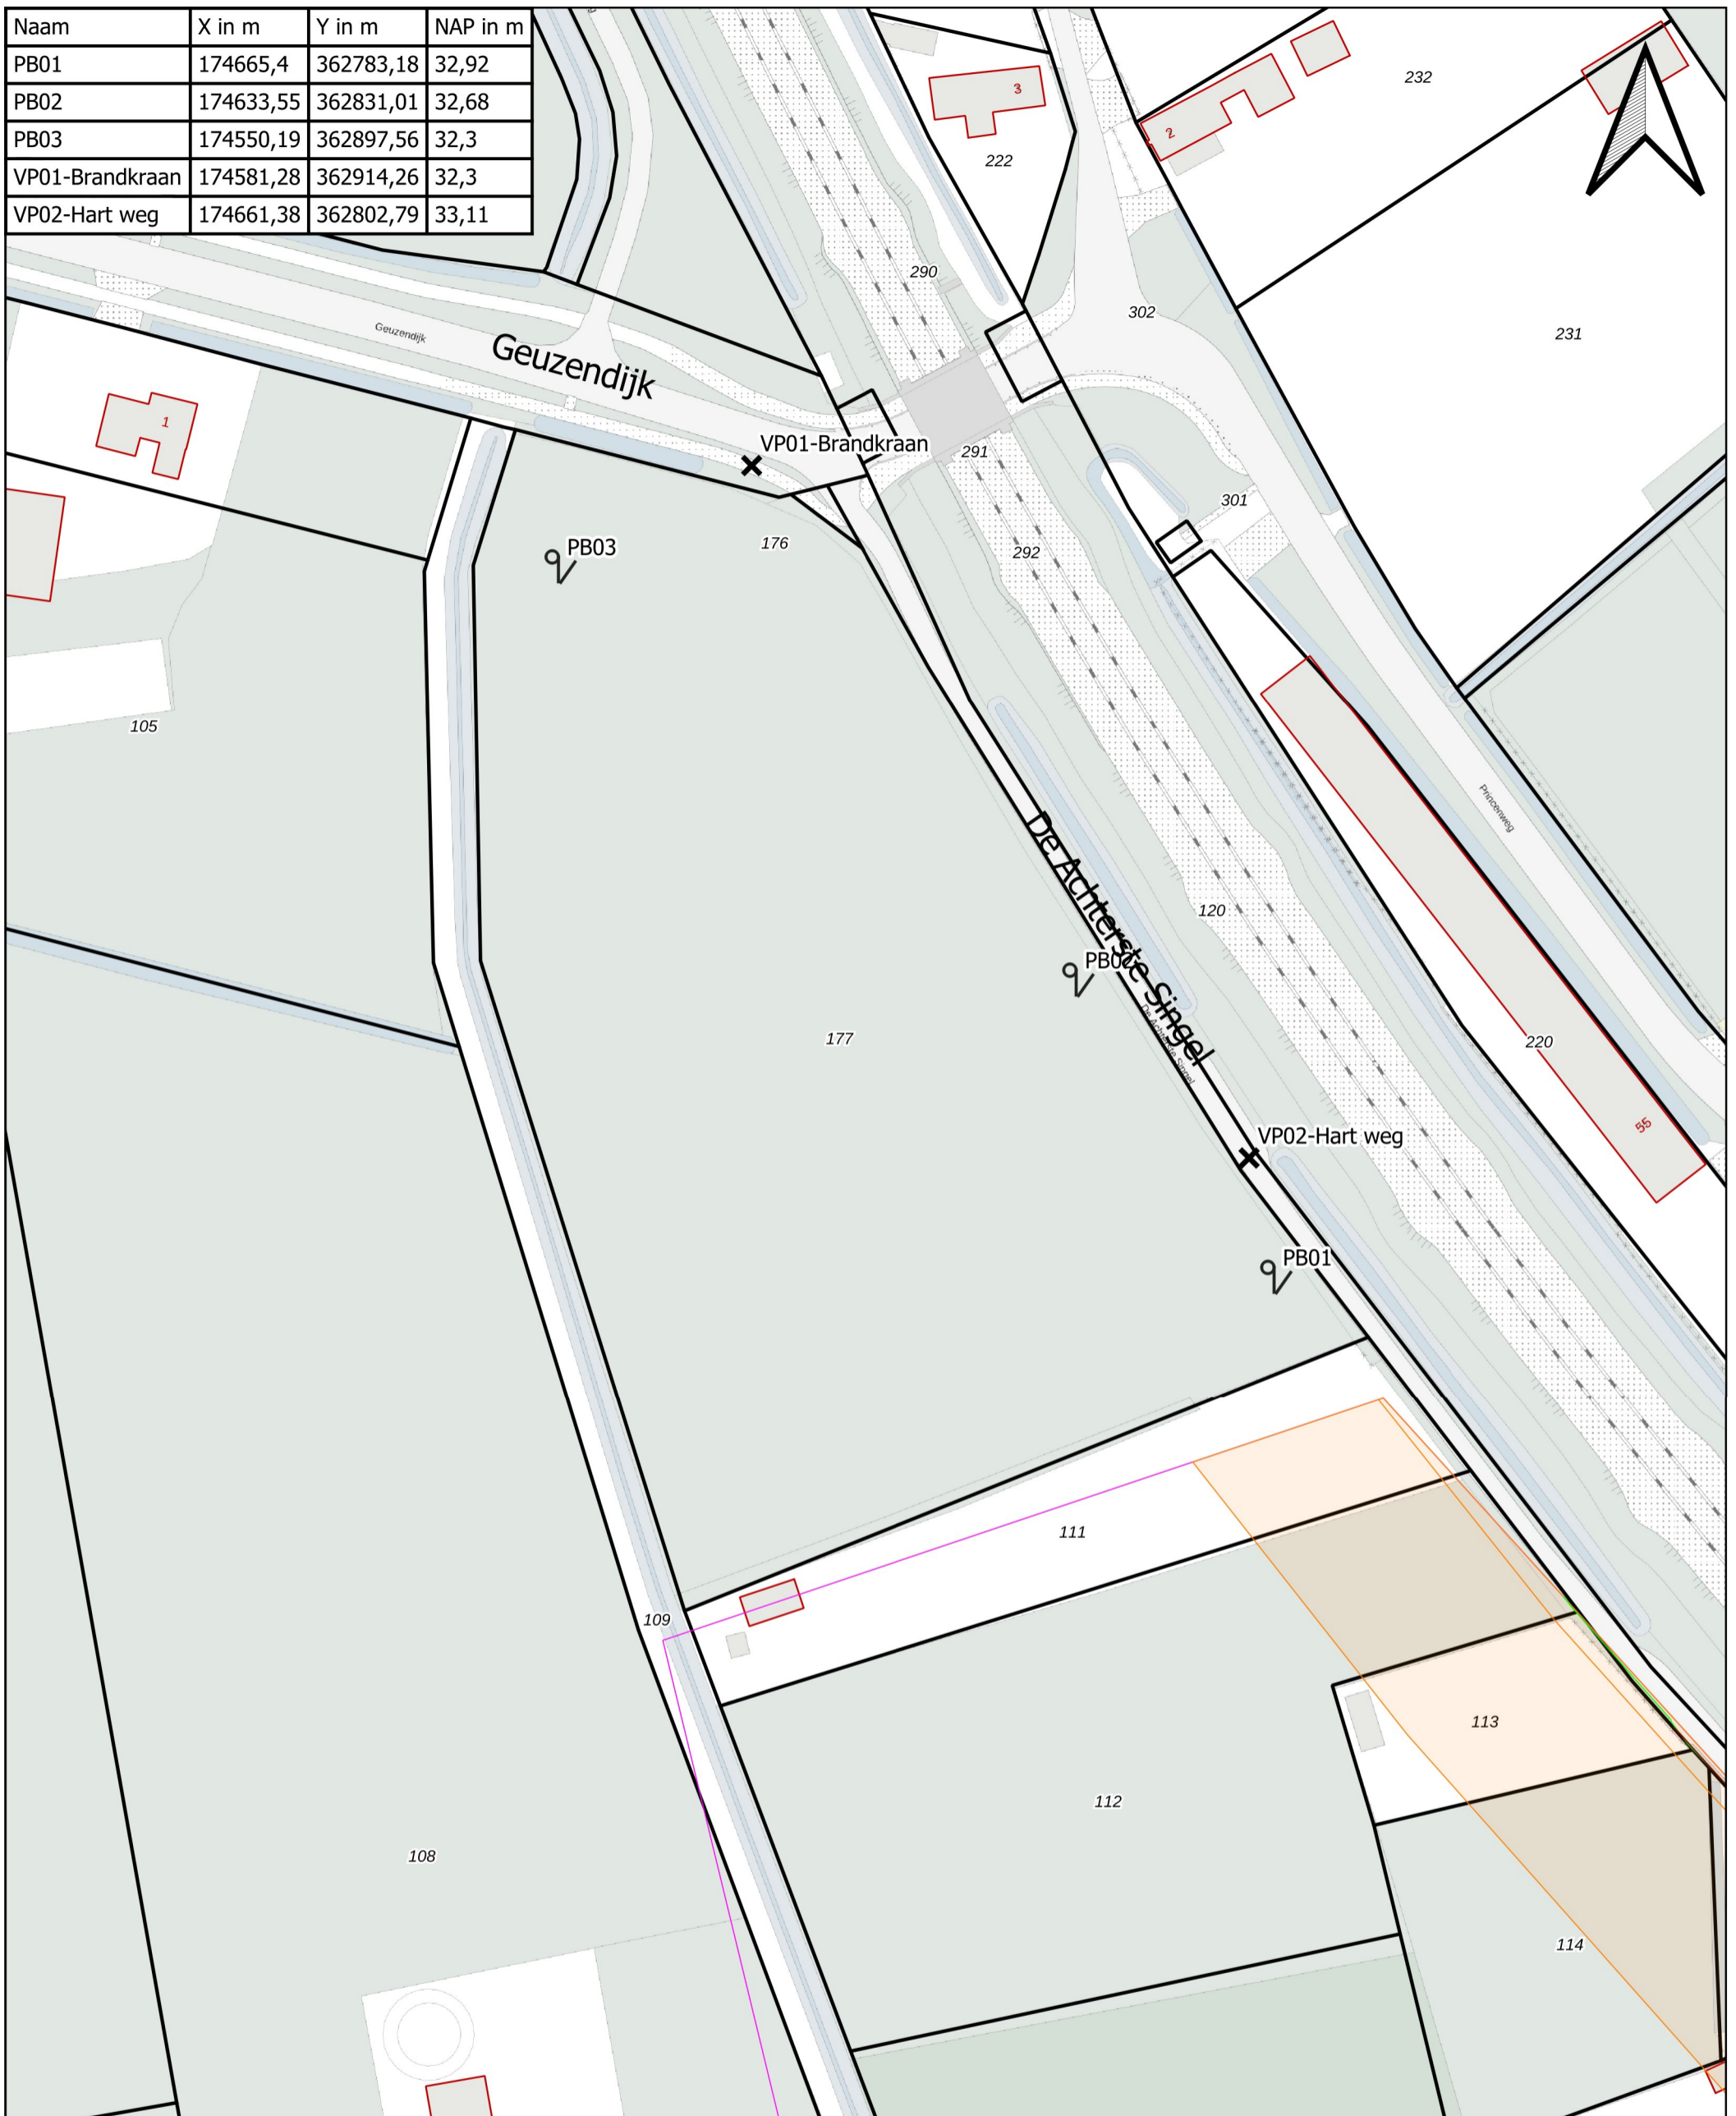 Naam X in m Y in m NAP in m
PB01 174665,4 362783,18 32,92
PB02 174633,55 362831,01 32,68
PB03 174550,19 362897,56 32,3
VP01-Brandkraan 174581,28 362914,26 32,3
VP02-Hart weg 174661,38 362802,79 33,11
3
232
2
222
290
302
231
Geuzendijk
Geuzendijk
1
VP01-Brandkraan
291
301
PB03
176
292
105
Princenweg
De Achterste Singel
120
177
De Achterste Singel
220
55
VP02-Hart weg
PB01
111
109
113
112
108
114